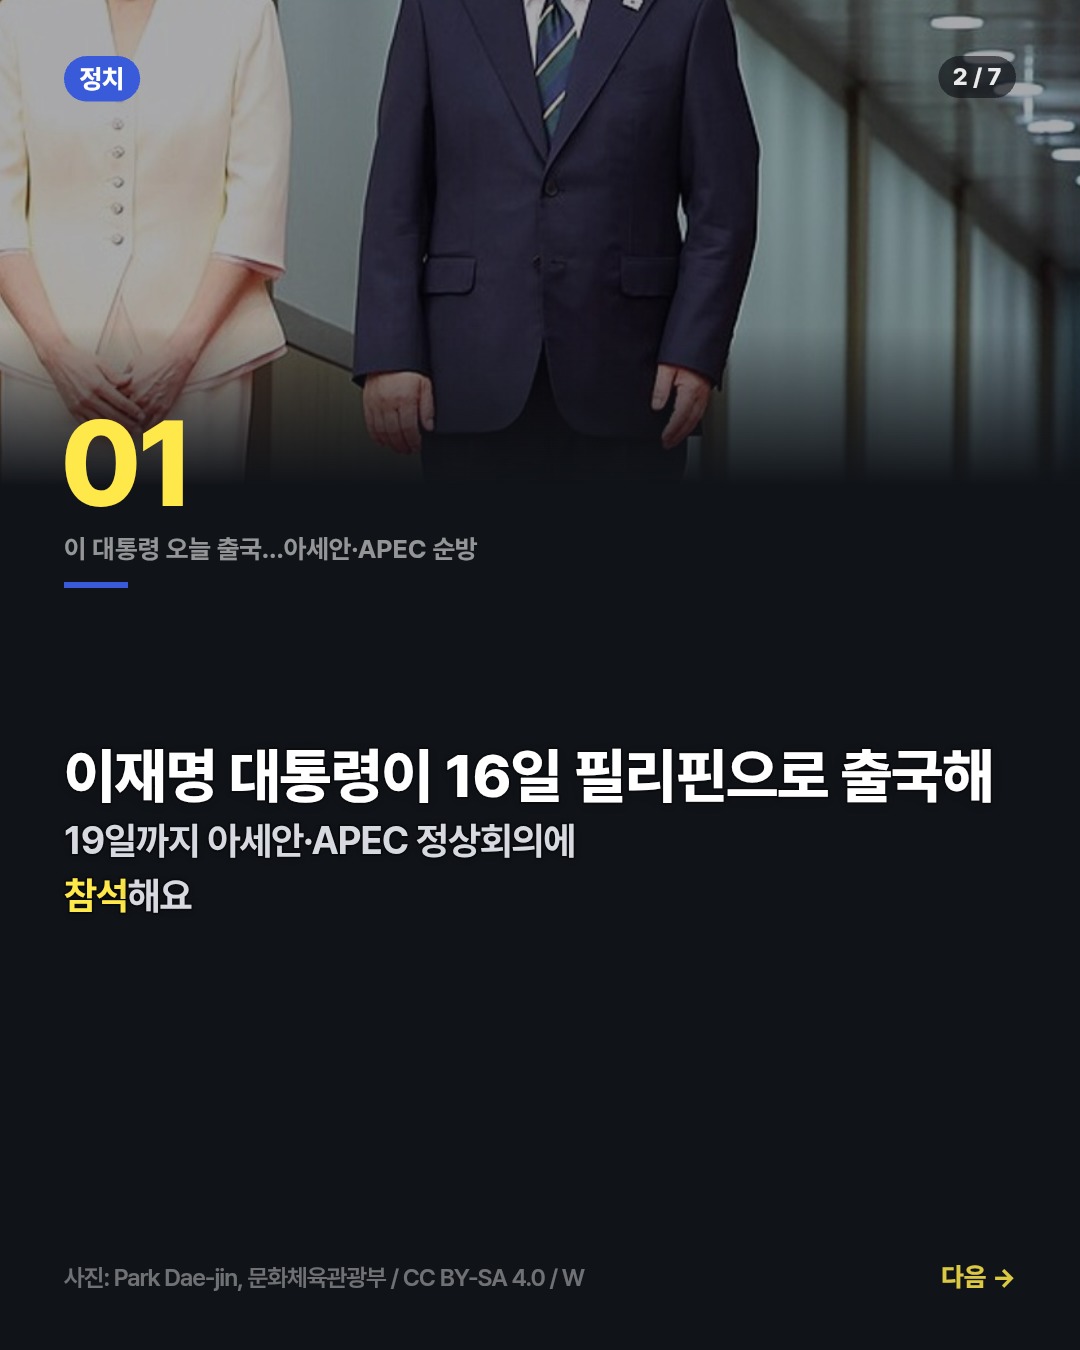 정치
2 / 7
01
이 대통령 오늘 출국...아세안·APEC 순방
이재명 대통령이 16일 필리핀으로 출국해
19일까지 아세안·APEC 정상회의에
참석해요
사진: Park Dae-jin, 문화체육관광부 / CC BY-SA 4.0 / W
다음 →